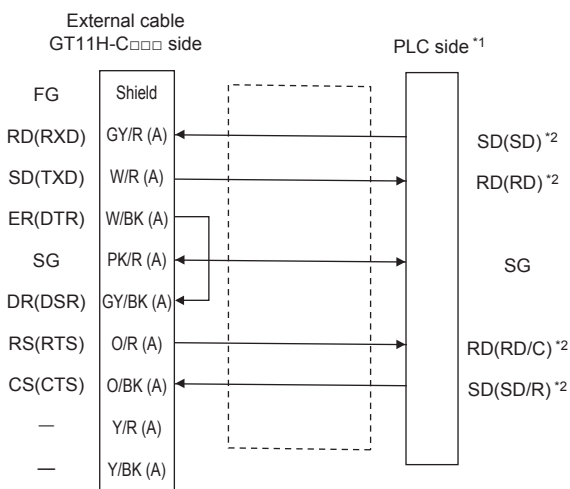 External cable
GT11H-C□□□ side
PLC side *1
FG Shield
RD(RXD) GY/R (A) SD(SD) *2
SD(TXD) W/R (A) RD(RD) *2
ER(DTR) W/BK (A)
SG PK/R (A) SG
DR(DSR) GY/BK (A)
RS(RTS) O/R (A) RD(RD/C) *2
CS(CTS) O/BK (A) SD(SD/R) *2
— Y/R (A)
— Y/BK (A)